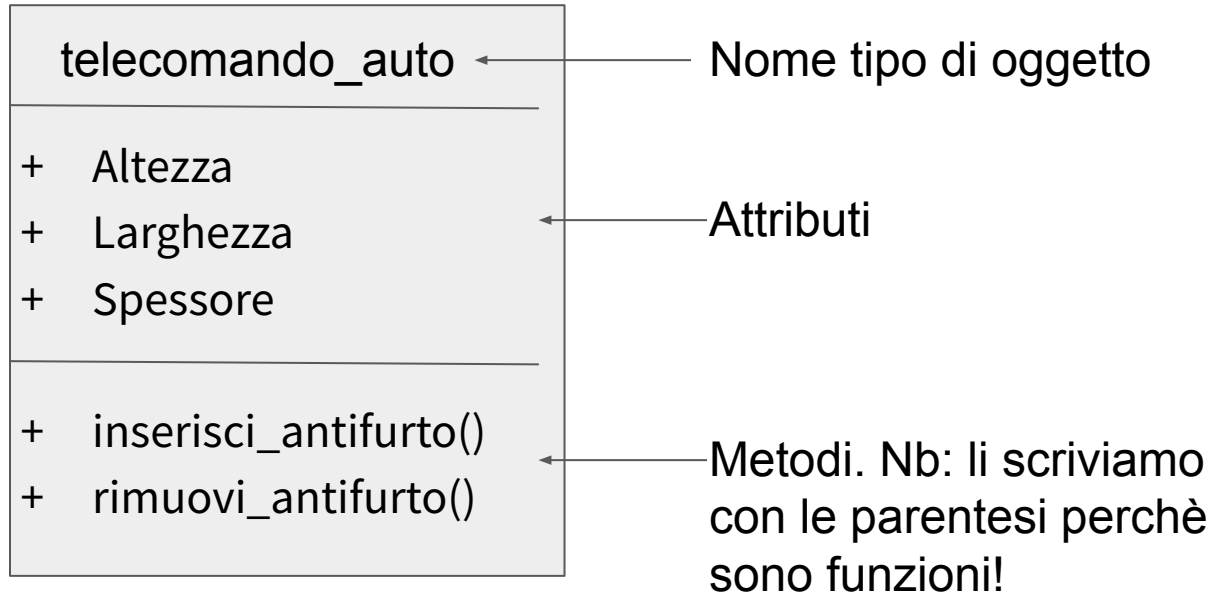 telecomando_auto
Nome tipo di oggetto
+ Altezza
+ Larghezza
+ Spessore
Attributi
+ inserisci_antifurto()
+ rimuovi_antifurto()
Metodi. Nb: li scriviamo
con le parentesi perchè
sono funzioni!